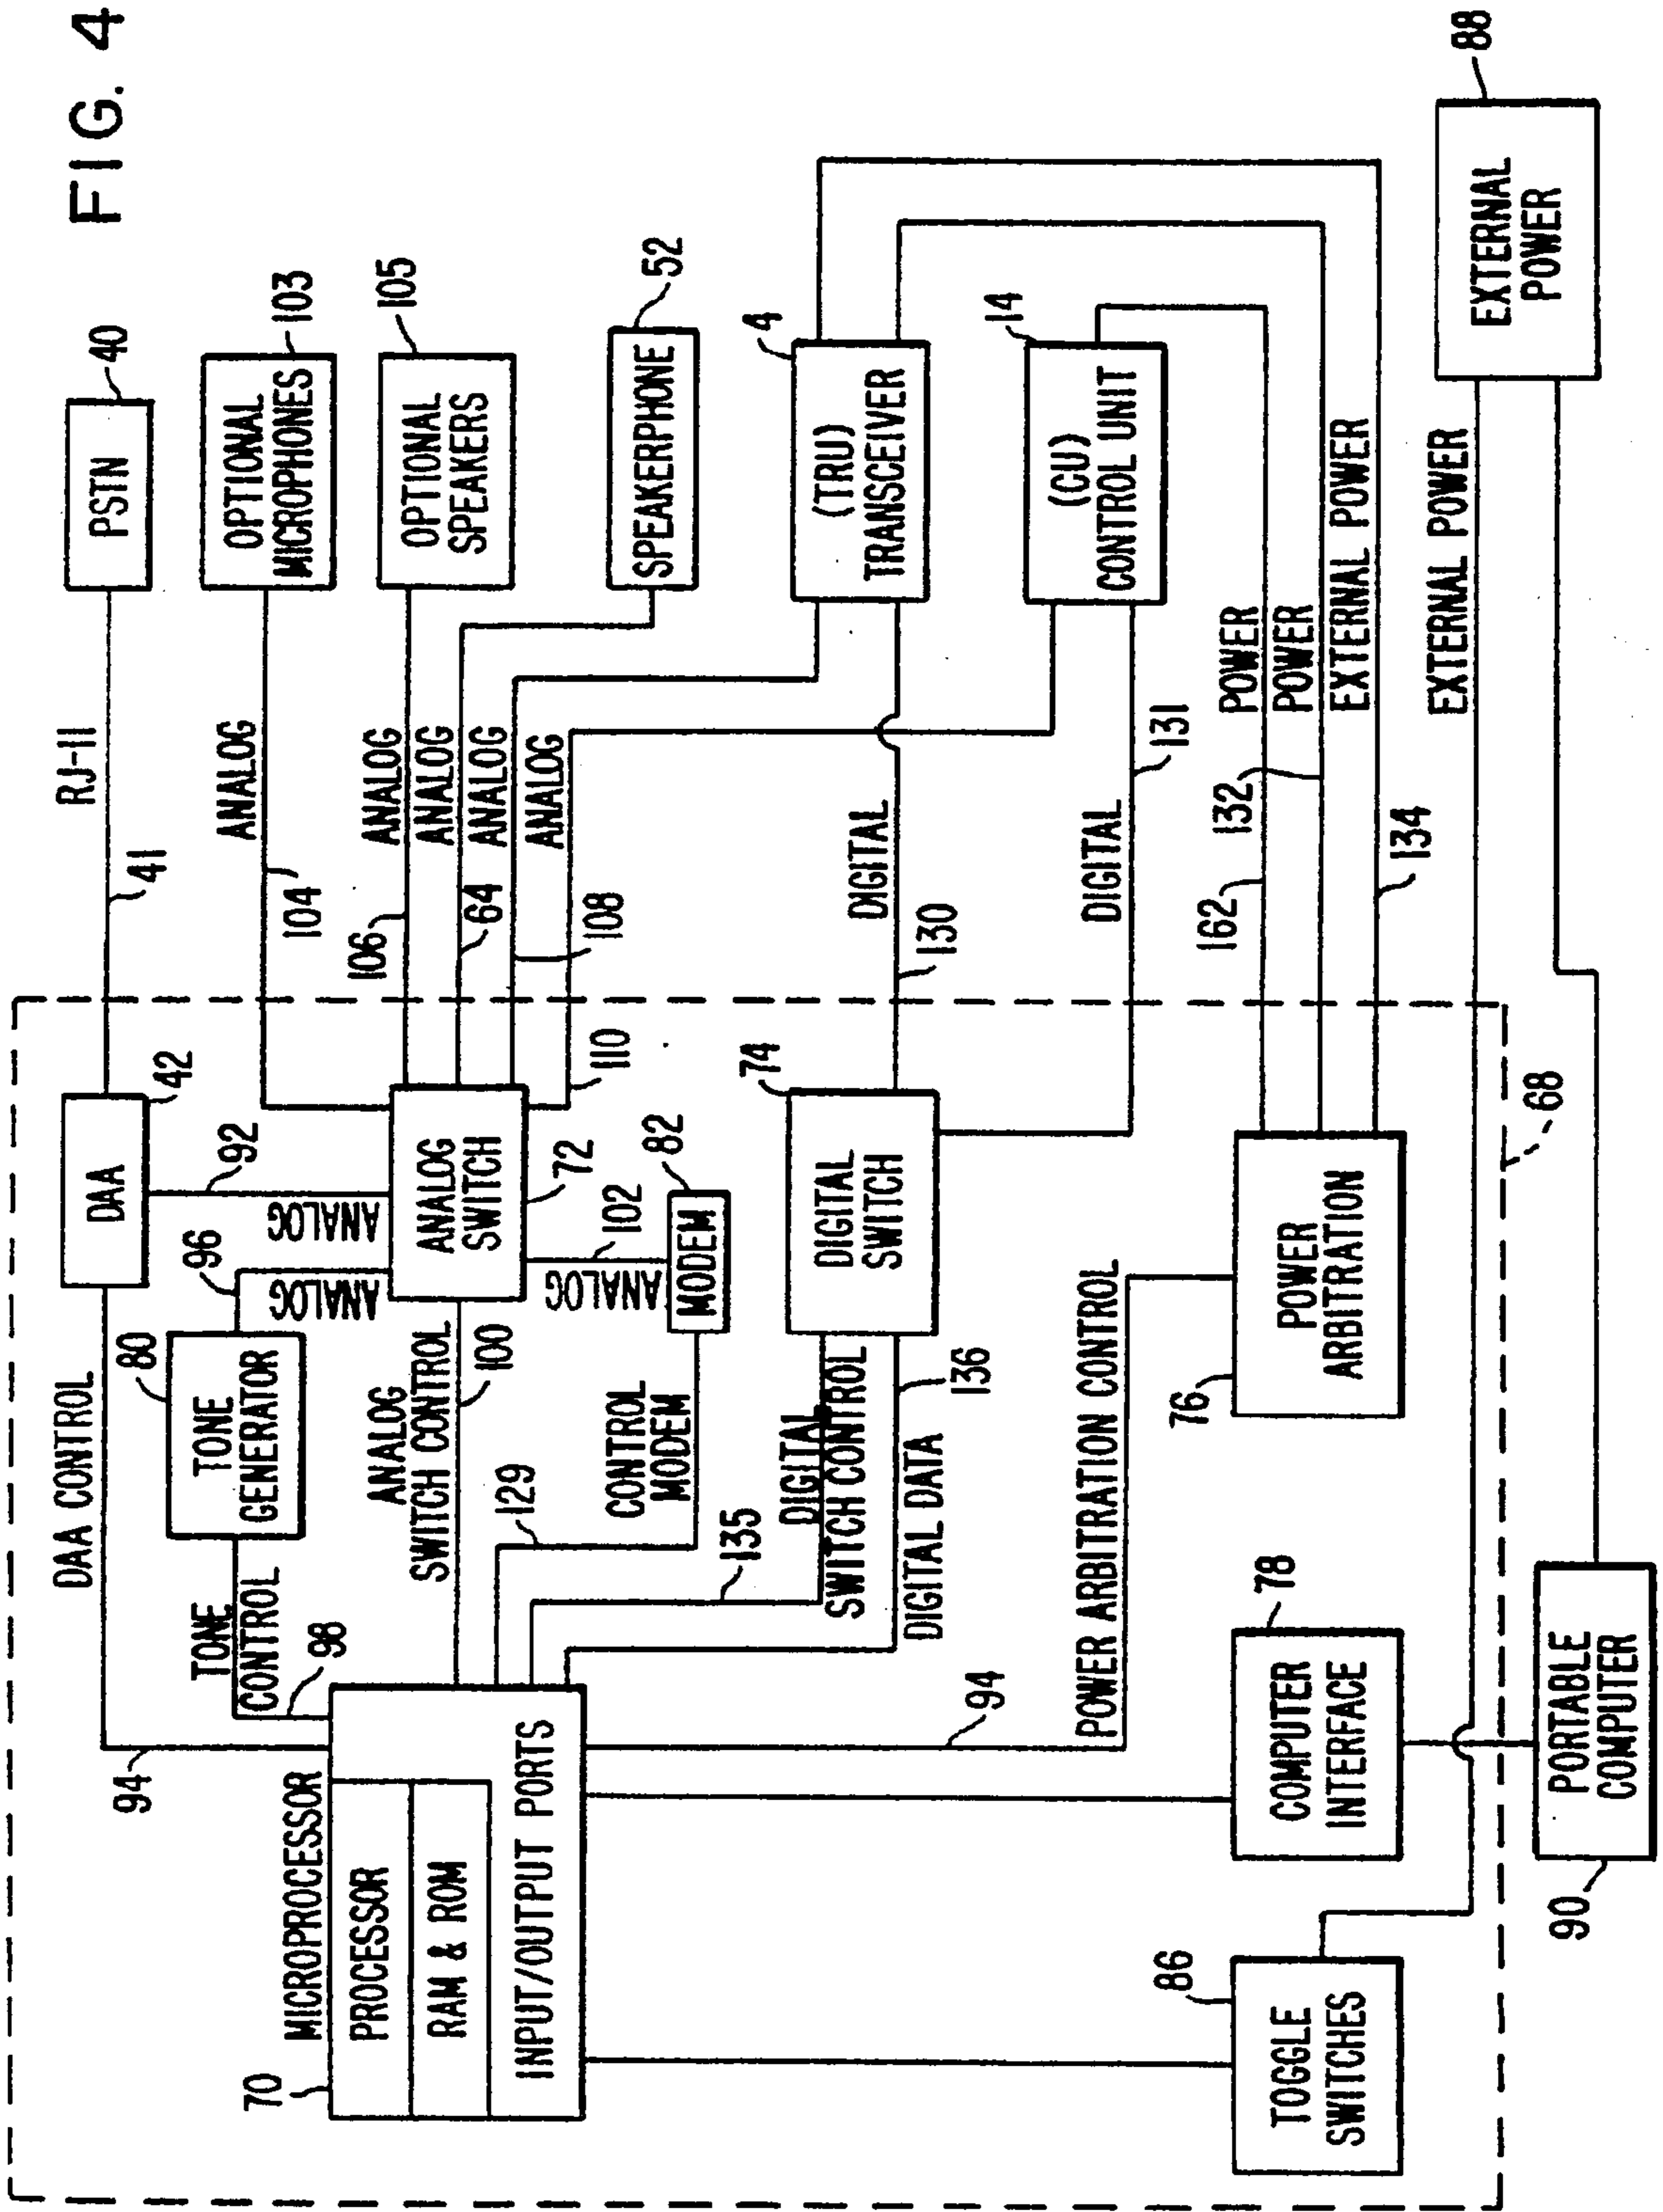 FIG. 4
PSTN
40
RJ-11
41
OPTIONAL
MICROPHONES
103
ANALOG
104
OPTIONAL
SPEAKERS
105
ANALOG
106
SPEAKERPHONE
52
ANALOG
64
(TRU)
TRANSCEIVER
4
ANALOG
108
ANALOG
110
DIGITAL
130
(CU)
CONTROL UNIT
14
DIGITAL
131
POWER
162
POWER
132
EXTERNAL POWER
134
EXTERNAL
POWER
88
EXTERNAL POWER
68
DAA
42
DAA CONTROL
94
92
ANALOG
TONE
GENERATOR
80
96
ANALOG
TONE
CONTROL
98
ANALOG
SWITCH
72
ANALOG
SWITCH CONTROL
100
102
ANALOG
MODEM
82
CONTROL
MODEM
129
DIGITAL
SWITCH
74
DIGITAL
SWITCH CONTROL
135
DIGITAL DATA
136
MICROPROCESSOR
70
PROCESSOR
RAM & ROM
INPUT/OUTPUT PORTS
94
POWER ARBITRATION CONTROL
POWER
ARBITRATION
76
COMPUTER
INTERFACE
78
TOGGLE
SWITCHES
86
PORTABLE
COMPUTER
90